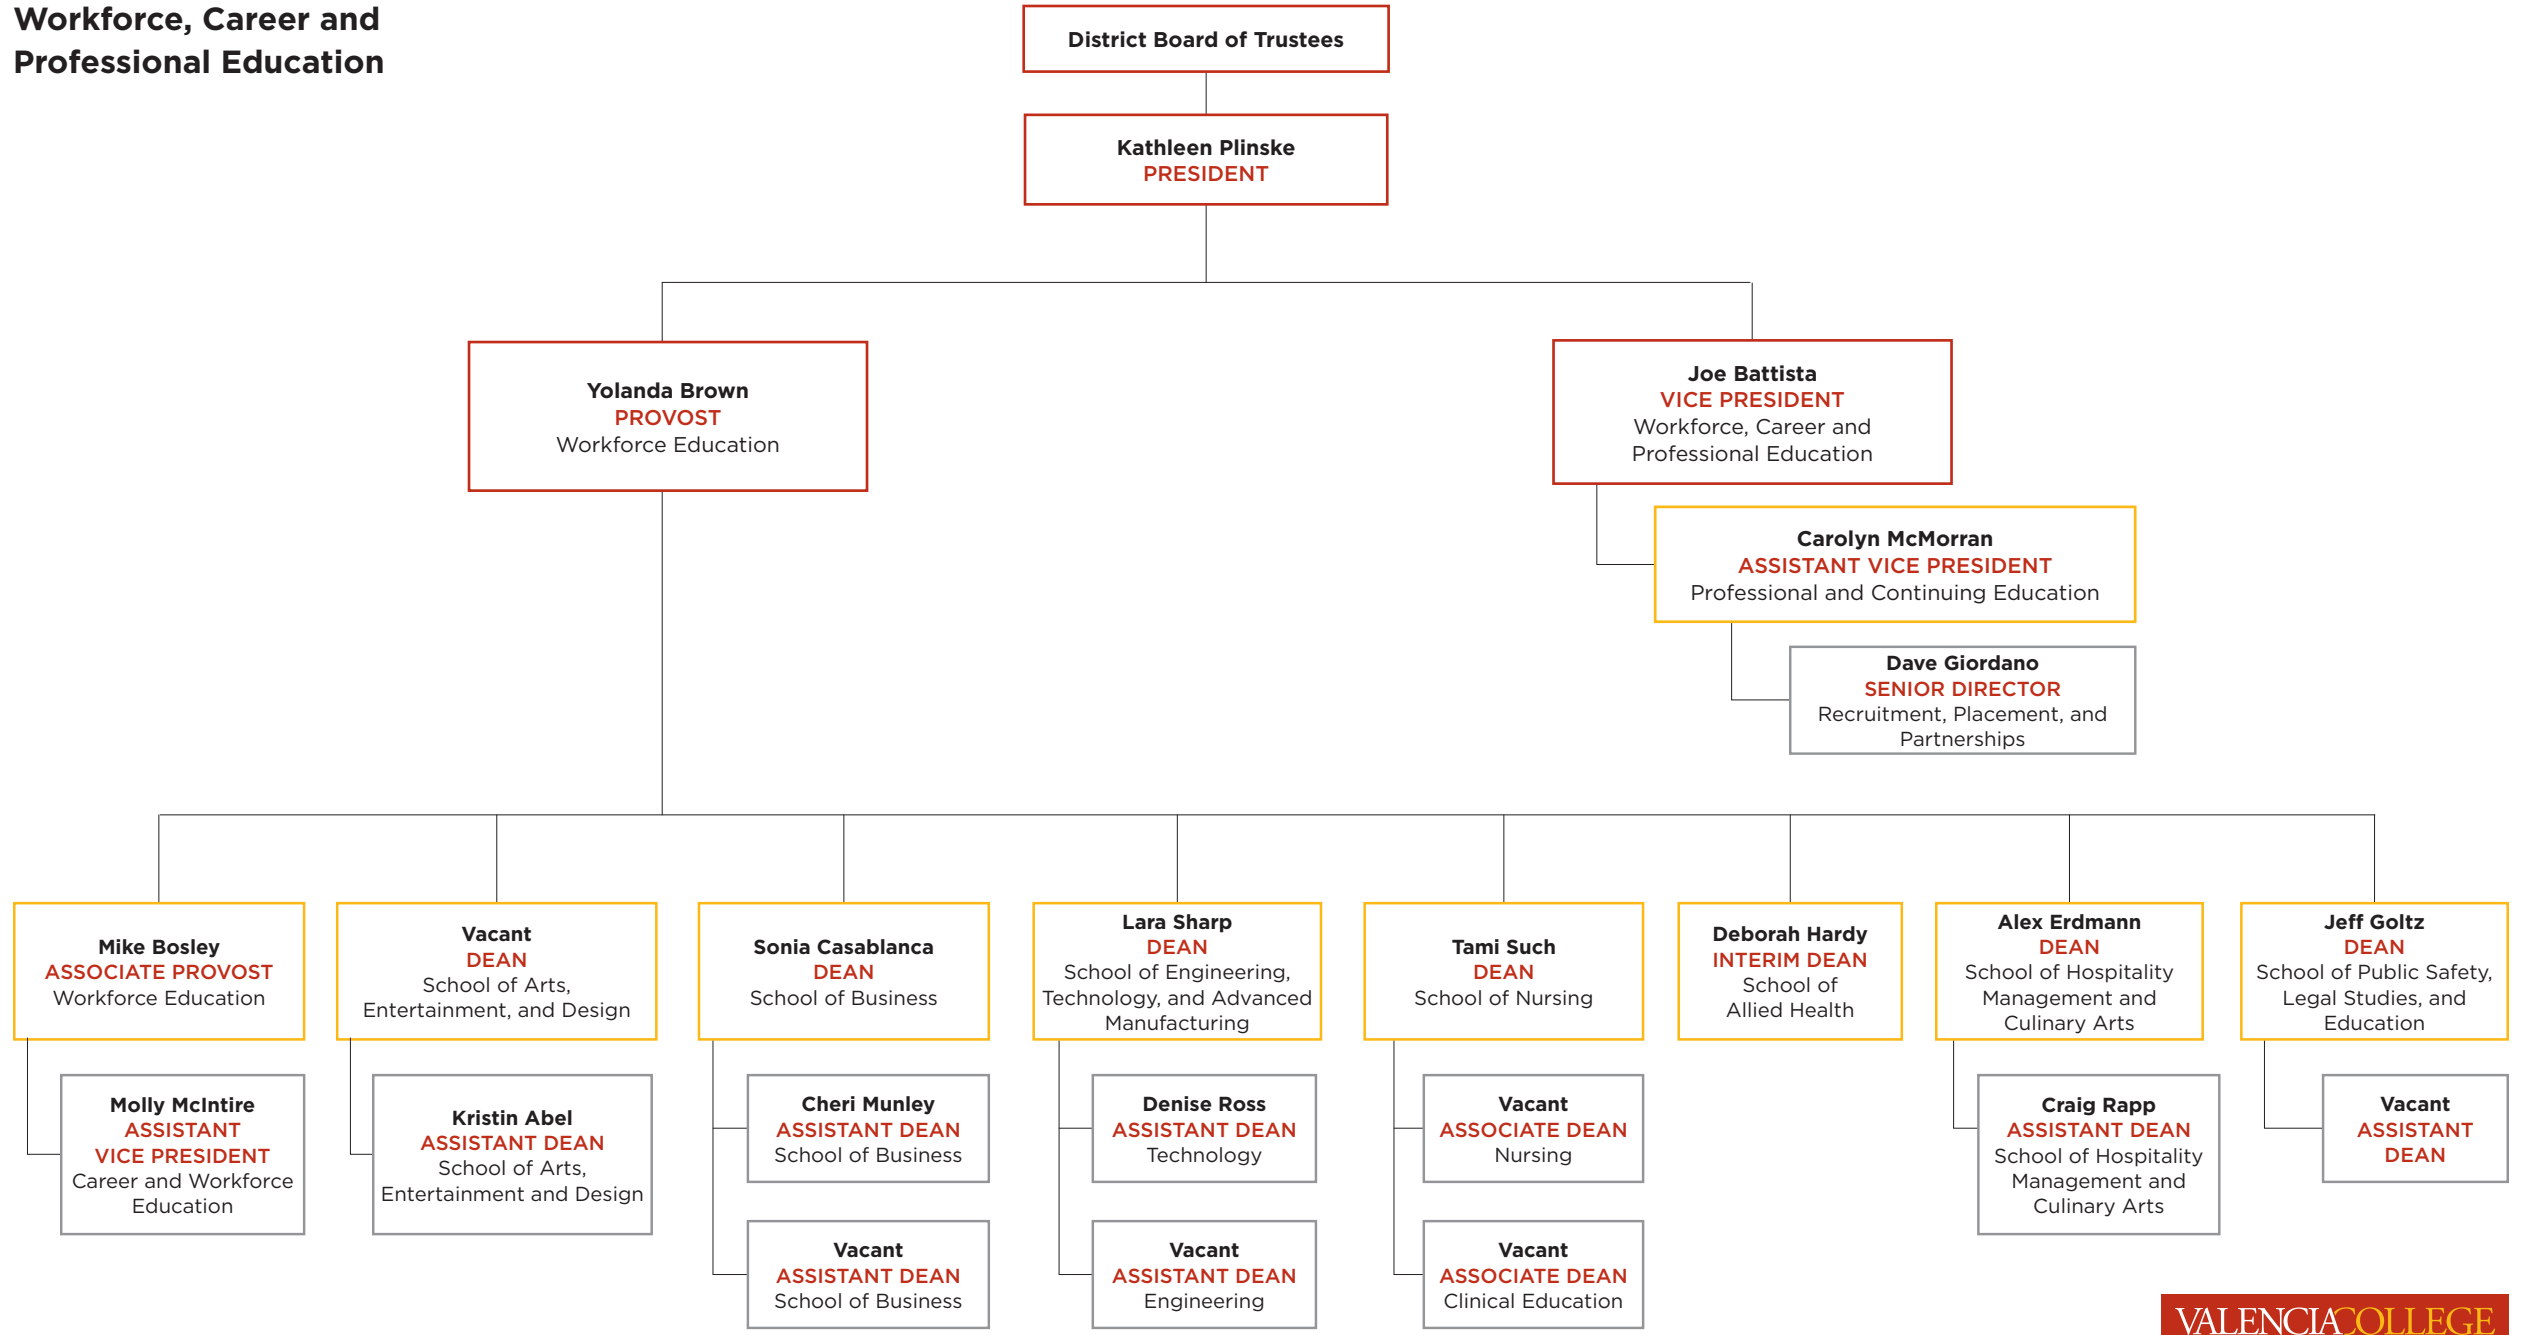 Workforce, Career and
Professional Education
District Board of Trustees
Kathleen Plinske
PRESIDENT
Yolanda Brown
PROVOST
Workforce Education
Joe Battista
VICE PRESIDENT
Workforce, Career and
Professional Education
Carolyn McMorran
ASSISTANT VICE PRESIDENT
Professional and Continuing Education
Dave Giordano
SENIOR DIRECTOR
Recruitment, Placement, and
Partnerships
Mike Bosley
ASSOCIATE PROVOST
Workforce Education
Vacant
DEAN
School of Arts,
Entertainment, and Design
Sonia Casablanca
DEAN
School of Business
Lara Sharp
DEAN
School of Engineering,
Technology, and Advanced
Manufacturing
Tami Such
DEAN
School of Nursing
Deborah Hardy
INTERIM DEAN
School of
Allied Health
Alex Erdmann
DEAN
School of Hospitality
Management and
Culinary Arts
Jeff Goltz
DEAN
School of Public Safety,
Legal Studies, and
Education
Molly McIntire
ASSISTANT
VICE PRESIDENT
Career and Workforce
Education
Kristin Abel
ASSISTANT DEAN
School of Arts,
Entertainment and Design
Cheri Munley
ASSISTANT DEAN
School of Business
Denise Ross
ASSISTANT DEAN
Technology
Vacant
ASSOCIATE DEAN
Nursing
Craig Rapp
ASSISTANT DEAN
School of Hospitality
Management and
Culinary Arts
Vacant
ASSISTANT
DEAN
Vacant
ASSISTANT DEAN
School of Business
Vacant
ASSISTANT DEAN
Engineering
Vacant
ASSOCIATE DEAN
Clinical Education
VALENCIACOLLEGE